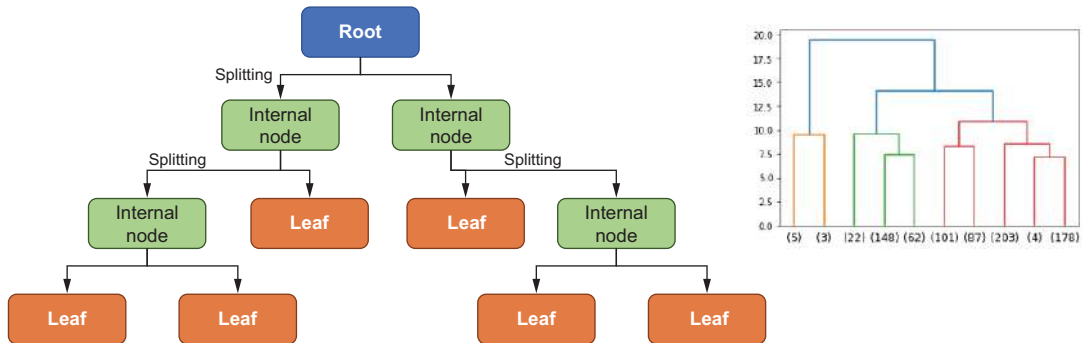 Root
Splitting
Internal
node
Internal
node
Splitting
Splitting
Internal
node
Leaf
Leaf
Internal
node
Leaf
Leaf
Leaf
Leaf
20.0
17.5
15.0
12.5
10.0
7.5
5.0
2.5
0.0
(5) (3) (22) (148) (62) (101) (87) (203) (4) (178)